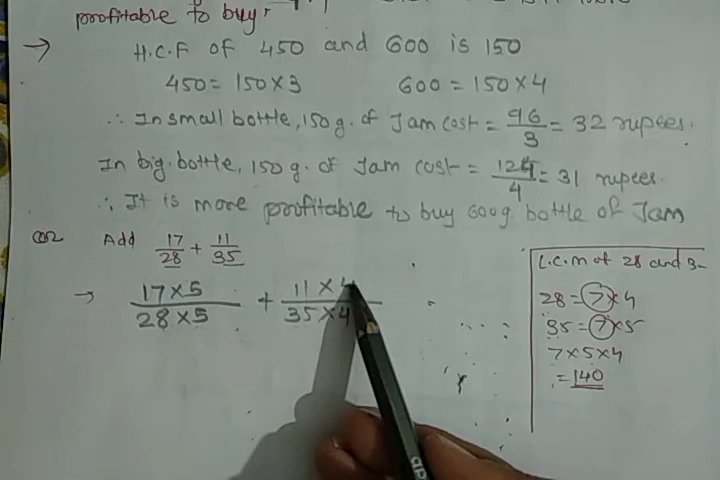 profitable to buy.
→ H.C.F of 450 and 600 is 150
450 = 150×3 600 = 150×4
∴ In small bottle, 150 g. of Jam cost = 96/3 = 32 rupees.
In big bottle, 150 g. of Jam cost = 124/4 = 31 rupees.
∴ It is more profitable to buy 600g bottle of Jam
Add 17/28 + 11/35
→ 17×5/28×5 + 11×4/35×4
L.C.M of 28 and 3
28 = 7×4
35 = 7×5
7×5×4
= 140